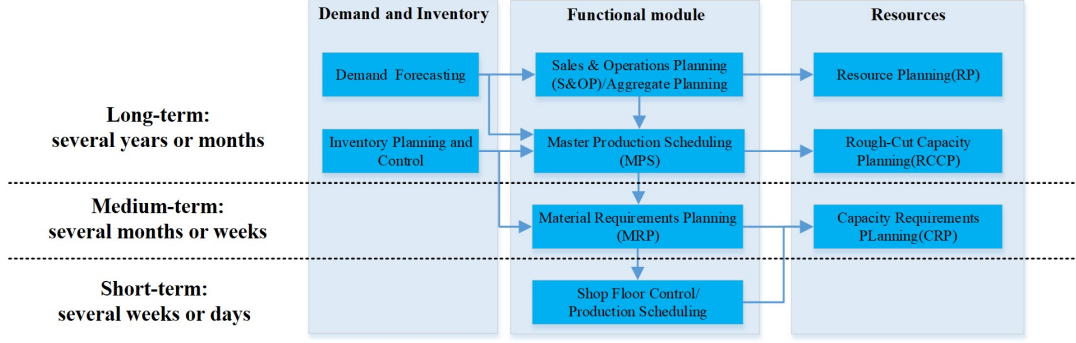 Demand and Inventory
Functional module
Resources
Demand Forecasting
Sales & Operations Planning
(S&OP)/Aggregate Planning
Resource Planning(RP)
Long-term:
several years or months
Inventory Planning and
Control
Master Production Scheduling
(MPS)
Rough-Cut Capacity
Planning(RCCP)
Medium-term:
several months or weeks
Material Requirements Planning
(MRP)
Capacity Requirements
PLanning(CRP)
Short-term:
several weeks or days
Shop Floor Control/
Production Scheduling